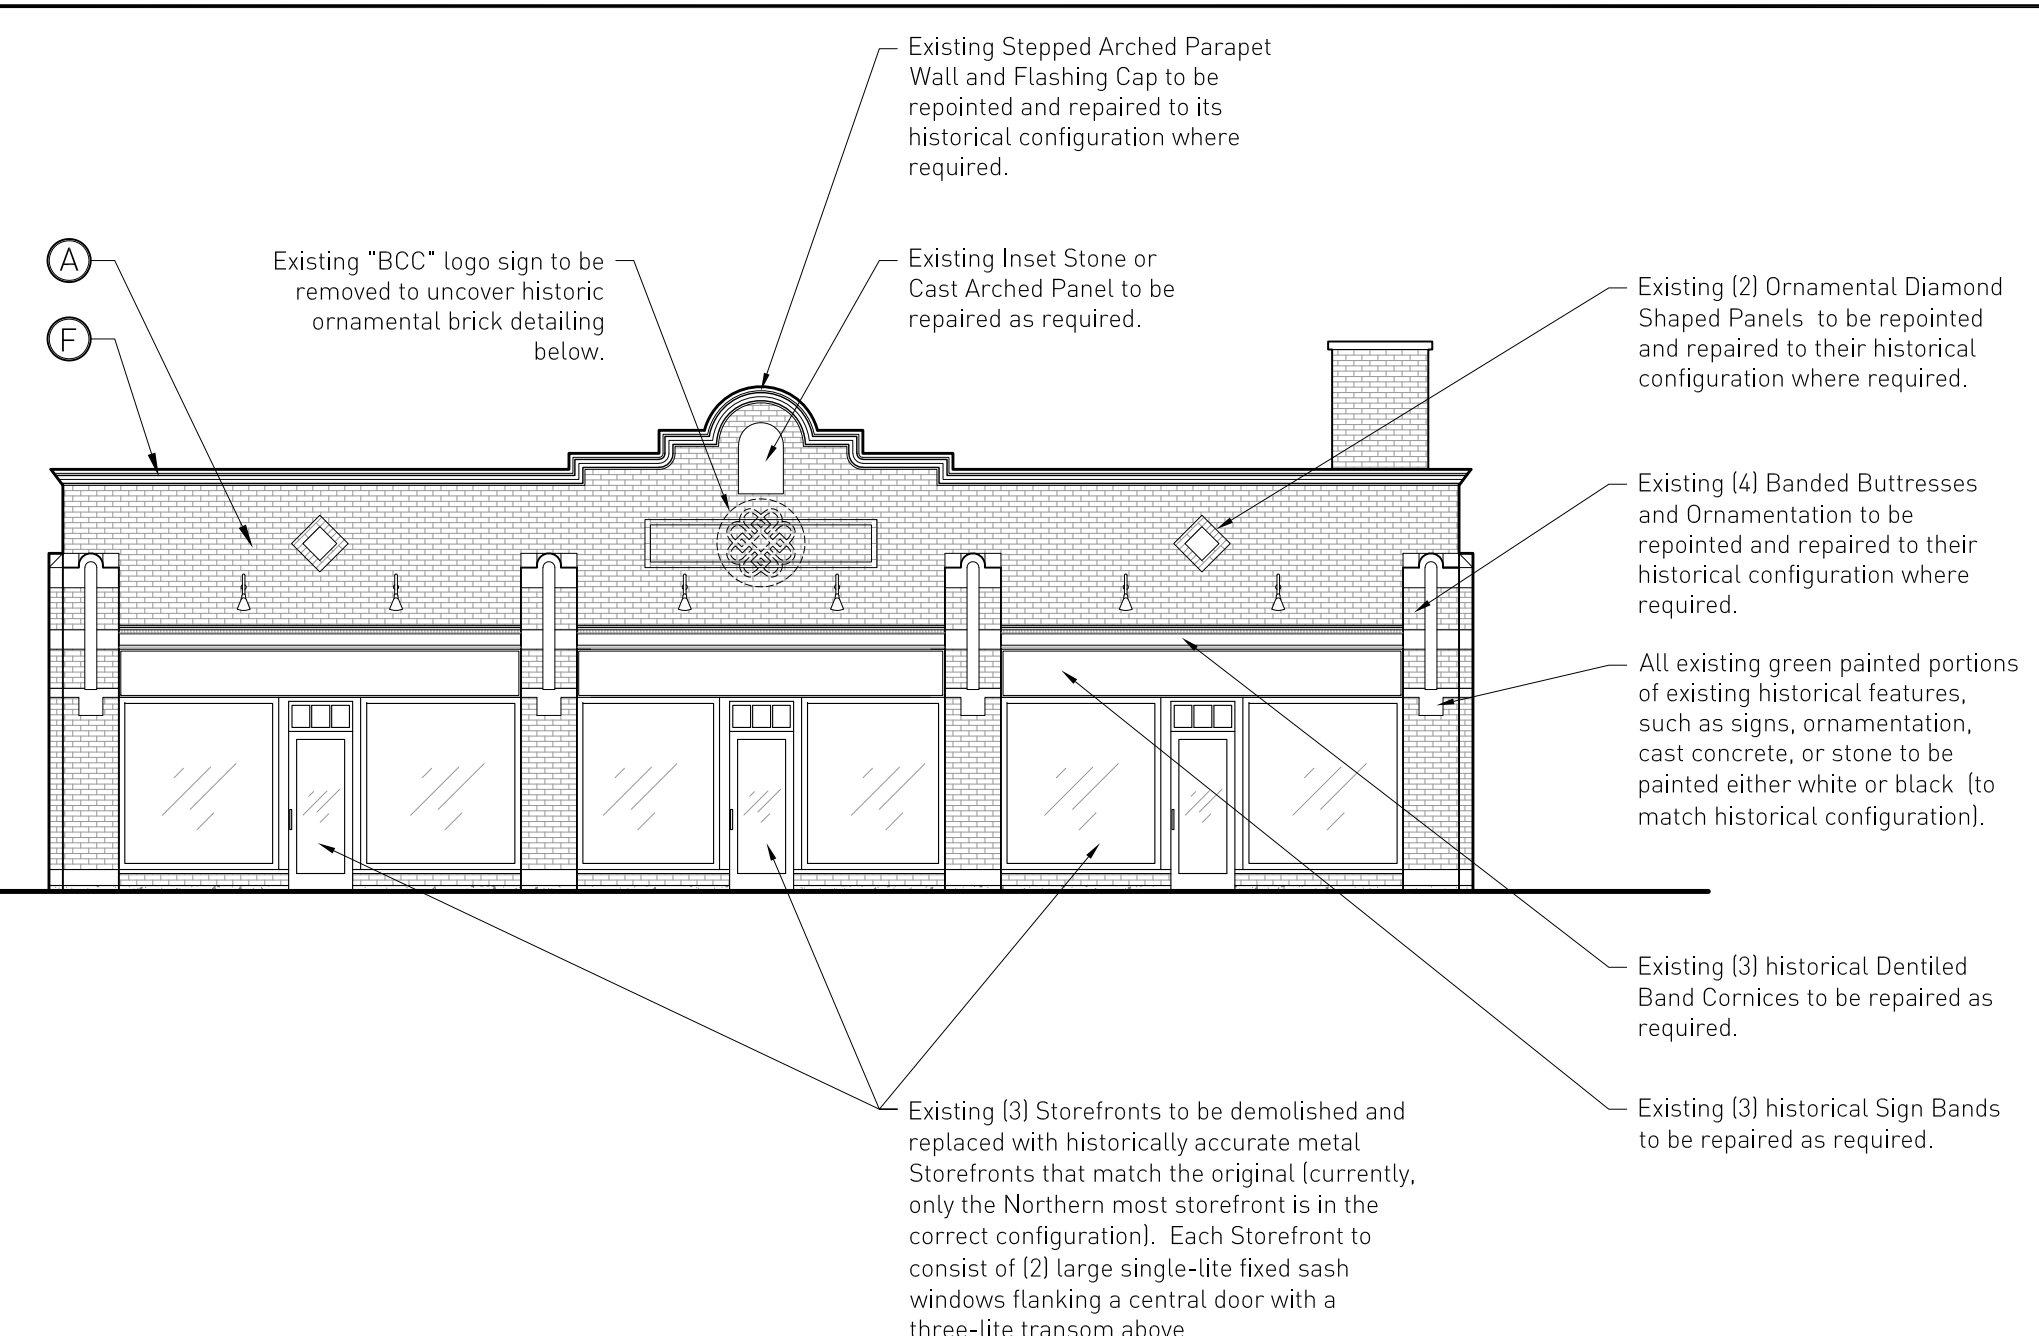 Existing Stepped Arched Parapet
Wall and Flashing Cap to be
repointed and repaired to its
historical configuration where
required.
A
F
Existing "BCC" logo sign to be
removed to uncover historic
ornamental brick detailing
below.
Existing Inset Stone or
Cast Arched Panel to be
repaired as required.
Existing (2) Ornamental Diamond
Shaped Panels to be repointed
and repaired to their historical
configuration where required.
Existing (4) Banded Buttresses
and Ornamentation to be
repointed and repaired to their
historical configuration where
required.
All existing green painted portions
of existing historical features,
such as signs, ornamentation,
cast concrete, or stone to be
painted either white or black (to
match historical configuration).
Existing (3) historical Dentiled
Band Cornices to be repaired as
required.
Existing (3) historical Sign Bands
to be repaired as required.
Existing (3) Storefronts to be demolished and
replaced with historically accurate metal
Storefronts that match the original (currently,
only the Northern most storefront is in the
correct configuration). Each Storefront to
consist of (2) large single-lite fixed sash
windows flanking a central door with a
three-lite transom above